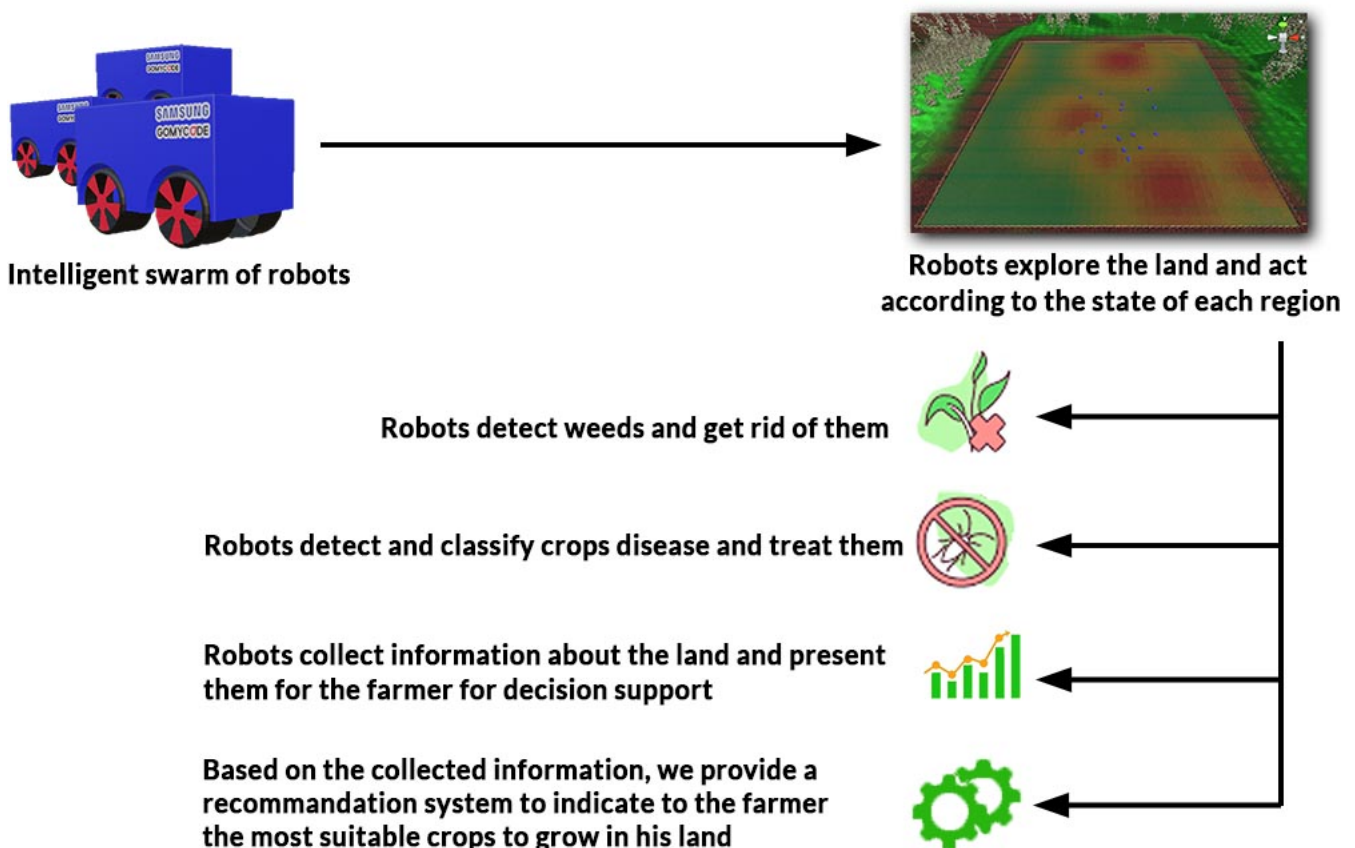 SAMSUNG
GOMYCODE
SAMSUNG
SAMSUNG
GOMYCODE
Intelligent swarm of robots
Robots explore the land and act
according to the state of each region
Robots detect weeds and get rid of them
Robots detect and classify crops disease and treat them
Robots collect information about the land and present
them for the farmer for decision support
Based on the collected information, we provide a
recommandation system to indicate to the farmer
the most suitable crops to grow in his land